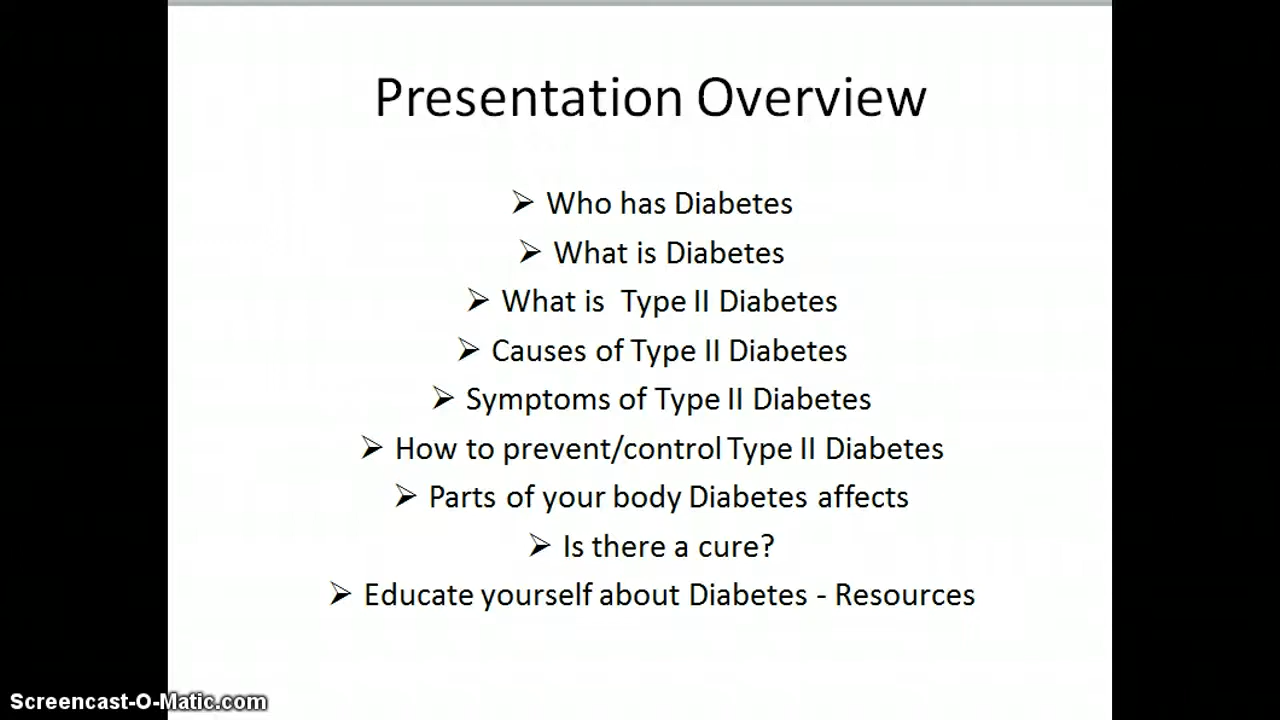 Presentation Overview
➢ Who has Diabetes
➢ What is Diabetes
➢ What is  Type II Diabetes
➢ Causes of Type II Diabetes
➢ Symptoms of Type II Diabetes
➢ How to prevent/control Type II Diabetes
➢ Parts of your body Diabetes affects
➢ Is there a cure?
➢ Educate yourself about Diabetes - Resources
Screencast-O-Matic.com